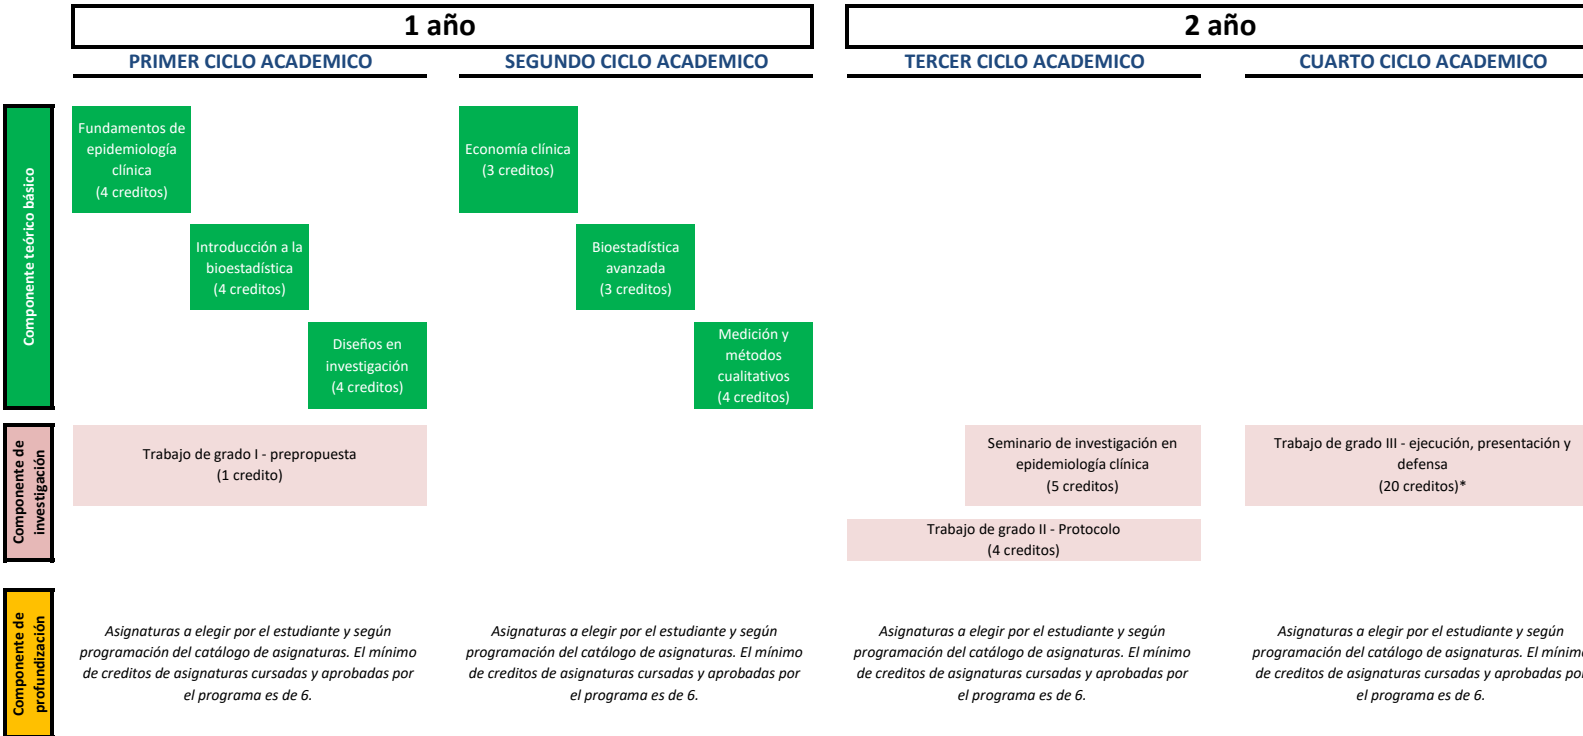 1 año
2 año
PRIMER CICLO ACADEMICO
SEGUNDO CICLO ACADEMICO
TERCER CICLO ACADEMICO
CUARTO CICLO ACADEMICO
Componente teórico básico
Fundamentos de
epidemiología
clínica
(4 creditos)
Introducción a la
bioestadística
(4 creditos)
Diseños en
investigación
(4 creditos)
Economía clínica
(3 creditos)
Bioestadística
avanzada
(3 creditos)
Medición y
métodos
cualitativos
(4 creditos)
Componente de
investigación
Trabajo de grado I - prepropuesta
(1 credito)
Seminario de investigación en
epidemiología clínica
(5 creditos)
Trabajo de grado II - Protocolo
(4 creditos)
Trabajo de grado III - ejecución, presentación y
defensa
(20 creditos)*
Componente de
profundización
Asignaturas a elegir por el estudiante y según
programación del catálogo de asignaturas. El mínimo
de creditos de asignaturas cursadas y aprobadas por
el programa es de 6.
Asignaturas a elegir por el estudiante y según
programación del catálogo de asignaturas. El mínimo
de creditos de asignaturas cursadas y aprobadas por
el programa es de 6.
Asignaturas a elegir por el estudiante y según
programación del catálogo de asignaturas. El mínimo
de creditos de asignaturas cursadas y aprobadas por
el programa es de 6.
Asignaturas a elegir por el estudiante y según
programación del catálogo de asignaturas. El mínimo
de creditos de asignaturas cursadas y aprobadas por
el programa es de 6.